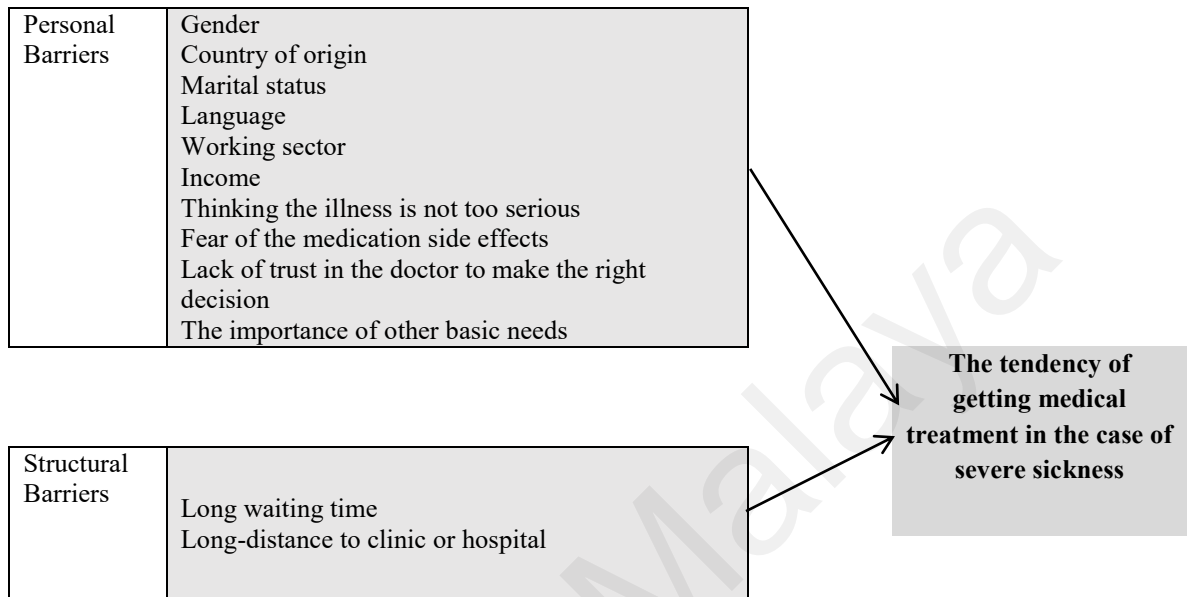 Personal Barriers
Gender
Country of origin
Marital status
Language
Working sector
Income
Thinking the illness is not too serious
Fear of the medication side effects
Lack of trust in the doctor to make the right
decision
The importance of other basic needs
Structural Barriers
Long waiting time
Long-distance to clinic or hospital
The tendency of
getting medical
treatment in the case of
severe sickness
Malaya